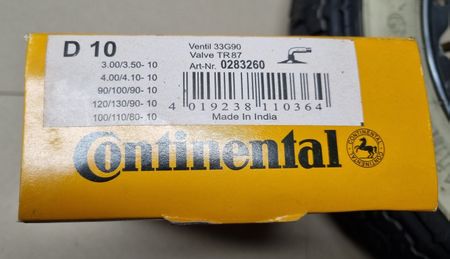 D 10
3.00/3.50- 10
4.00/4.10- 10
90/100/90- 10
120/130/90- 10
100/110/80- 10
Ventil 33G90
Valve TR87
Art-Nr. 0283260
4 019238 110364
Made In India
Continental
CONTINENTAL